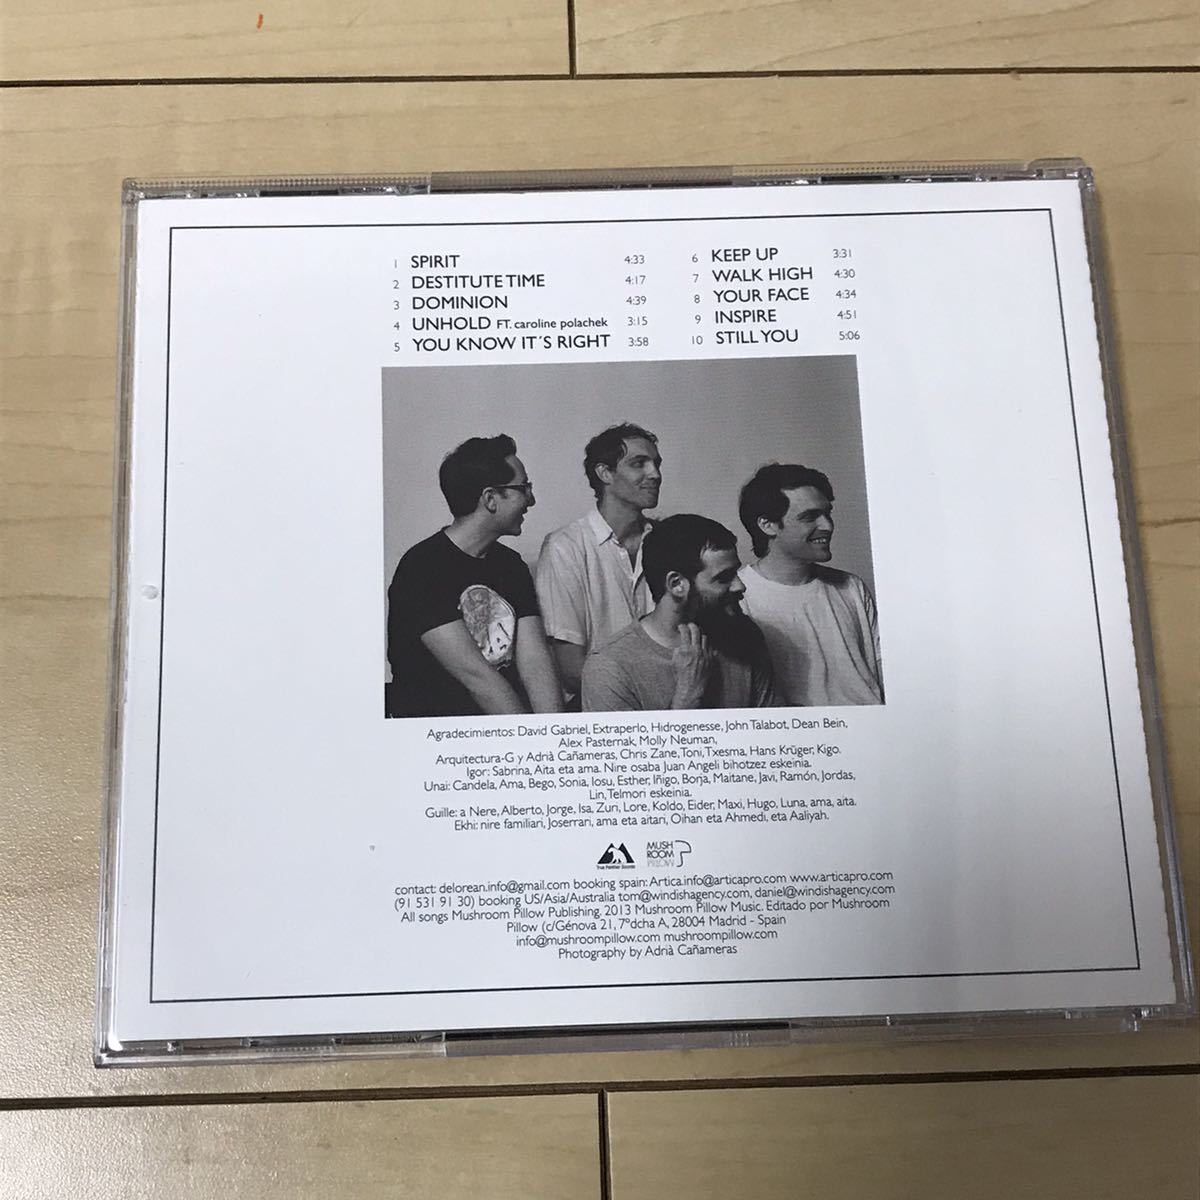 1 SPIRIT 4:33
2 DESTITUTE TIME 4:17
3 DOMINION 4:39
4 UNHOLD FT. caroline polachek 3:15
5 YOU KNOW IT´S RIGHT 3:58
6 KEEP UP 3:31
7 WALK HIGH 4:30
8 YOUR FACE 4:34
9 INSPIRE 4:51
10 STILL YOU 5:06
Agradecimientos: David Gabriel, Extraperlo, Hidrogenesse, John Talabot, Dean Bein,
Alex Pasternak, Molly Neuman,
Arquitectura-G y Adrià Cañameras, Chris Zane, Toni, Txesma, Hans Krüger, Kigo.
Igor: Sabrina, Aita eta ama. Nire osaba Juan Angeli bihotzez eskeinia.
Unai: Candela, Ama, Bego, Sonia, Iosu, Esther, Iñigo, Borja, Maitane, Javi, Ramón, Jordas,
Lin, Telmori eskeinia.
Guille: a Nere, Alberto, Jorge, Isa, Zuri, Lore, Koldo, Eider, Maxi, Hugo, Luna, ama, aita.
Ekhi: nire familiari, Joserrari, ama eta aitari, Oihan eta Ahmedi, eta Aaliyah.
True Panther Sounds
MUSH
ROOM
PILLOW
contact: delorean.info@gmail.com booking spain: Artica.info@articapro.com www.articapro.com
(91 531 91 30) booking US/Asia/Australia tom@windishagency.com, daniel@windishagency.com
All songs Mushroom Pillow Publishing. 2013 Mushroom Pillow Music. Editado por Mushroom
Pillow (c/Génova 21, 7ºdcha A, 28004 Madrid - Spain
info@mushroompillow.com mushroompillow.com
Photography by Adrià Cañameras